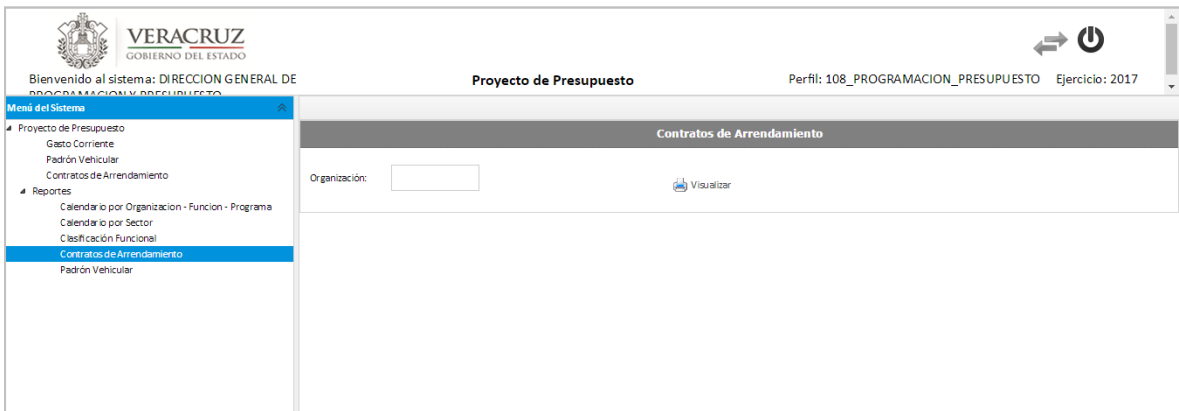 VERACRUZ
GOBIERNO DEL ESTADO
Bienvenido al sistema: DIRECCION GENERAL DE
PROGRAMACION Y PRESUPUESTO
Proyecto de Presupuesto
Perfil: 108_PROGRAMACION_PRESUPUESTO Ejercicio: 2017
Menú del Sistema
Proyecto de Presupuesto
Gasto Corriente
Padrón Vehicular
Contratos de Arrendamiento
Reportes
Calendario por Organizacion - Funcion - Programa
Calendario por Sector
Clasificación Funcional
Contratos de Arrendamiento
Padrón Vehicular
Contratos de Arrendamiento
Organización:
Visualizar